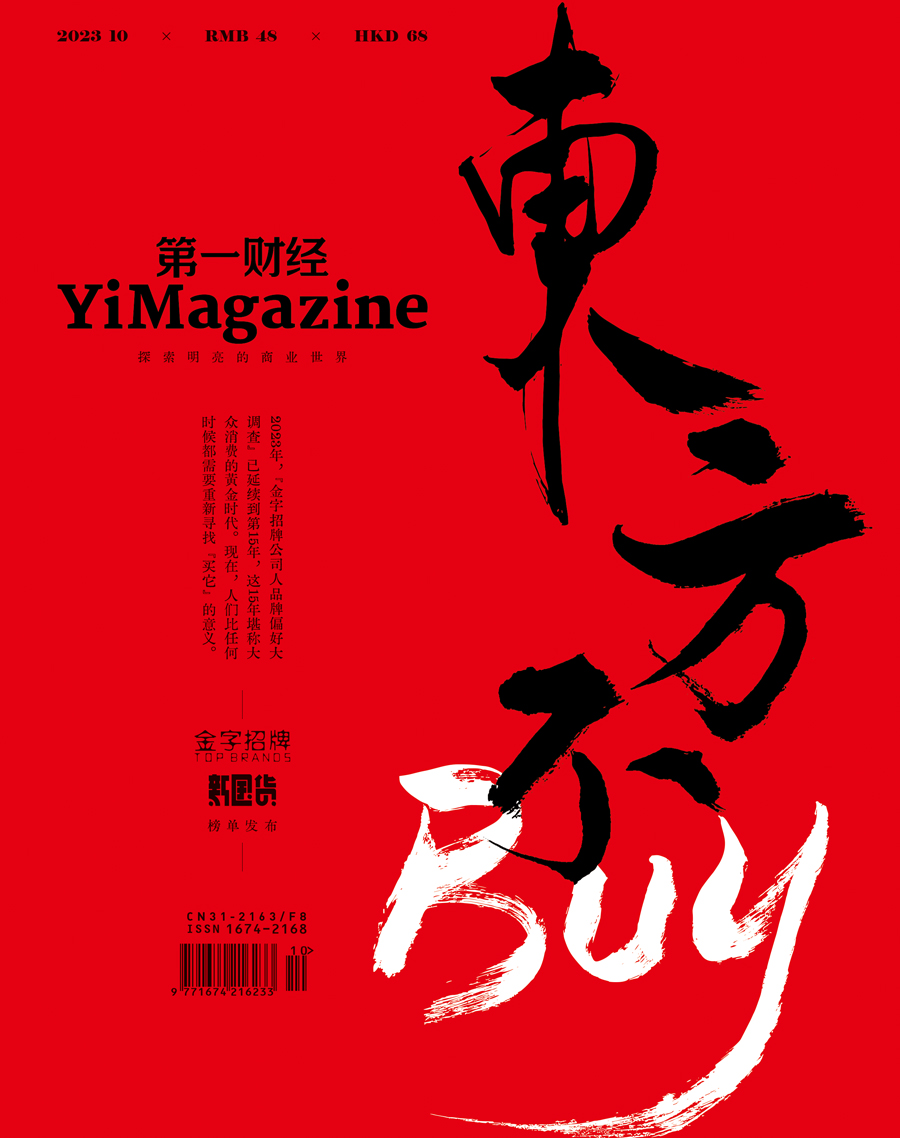 2023 10 × RMB 48 × HKD 68
第一财经
YiMagazine
探索明亮的商业世界
2023年，『金字招牌公司人品牌偏好大
调查』已延续到第15年，这15年堪称大
众消费的黄金时代。现在，人们比任何
时候都需要重新寻找『买它』的意义。
金字招牌
TOP BRANDS
新国货
榜单发布
CN31-2163/F8
ISSN 1674-2168
10>
9 771674 216233
東方不
Buy